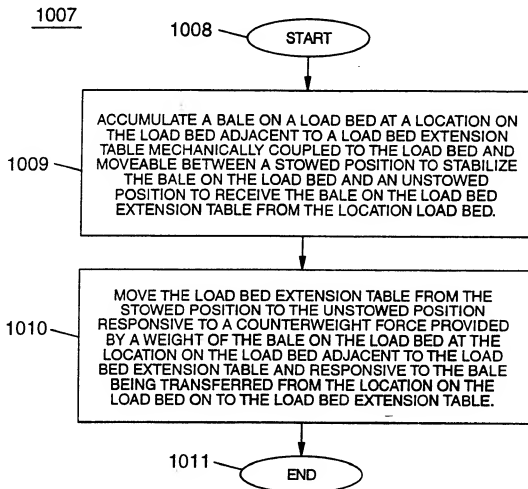 1007
1008
START
1009
ACCUMULATE A BALE ON A LOAD BED AT A LOCATION ON
THE LOAD BED ADJACENT TO A LOAD BED EXTENSION
TABLE MECHANICALLY COUPLED TO THE LOAD BED AND
MOVEABLE BETWEEN A STOWED POSITION TO STABILIZE
THE BALE ON THE LOAD BED AND AN UNSTOWED
POSITION TO RECEIVE THE BALE ON THE LOAD BED
EXTENSION TABLE FROM THE LOCATION LOAD BED.
1010
MOVE THE LOAD BED EXTENSION TABLE FROM THE
STOWED POSITION TO THE UNSTOWED POSITION
RESPONSIVE TO A COUNTERWEIGHT FORCE PROVIDED
BY A WEIGHT OF THE BALE ON THE LOAD BED AT THE
LOCATION ON THE LOAD BED ADJACENT TO THE LOAD
BED EXTENSION TABLE AND RESPONSIVE TO THE BALE
BEING TRANSFERRED FROM THE LOCATION ON THE
LOAD BED ON TO THE LOAD BED EXTENSION TABLE.
1011
END